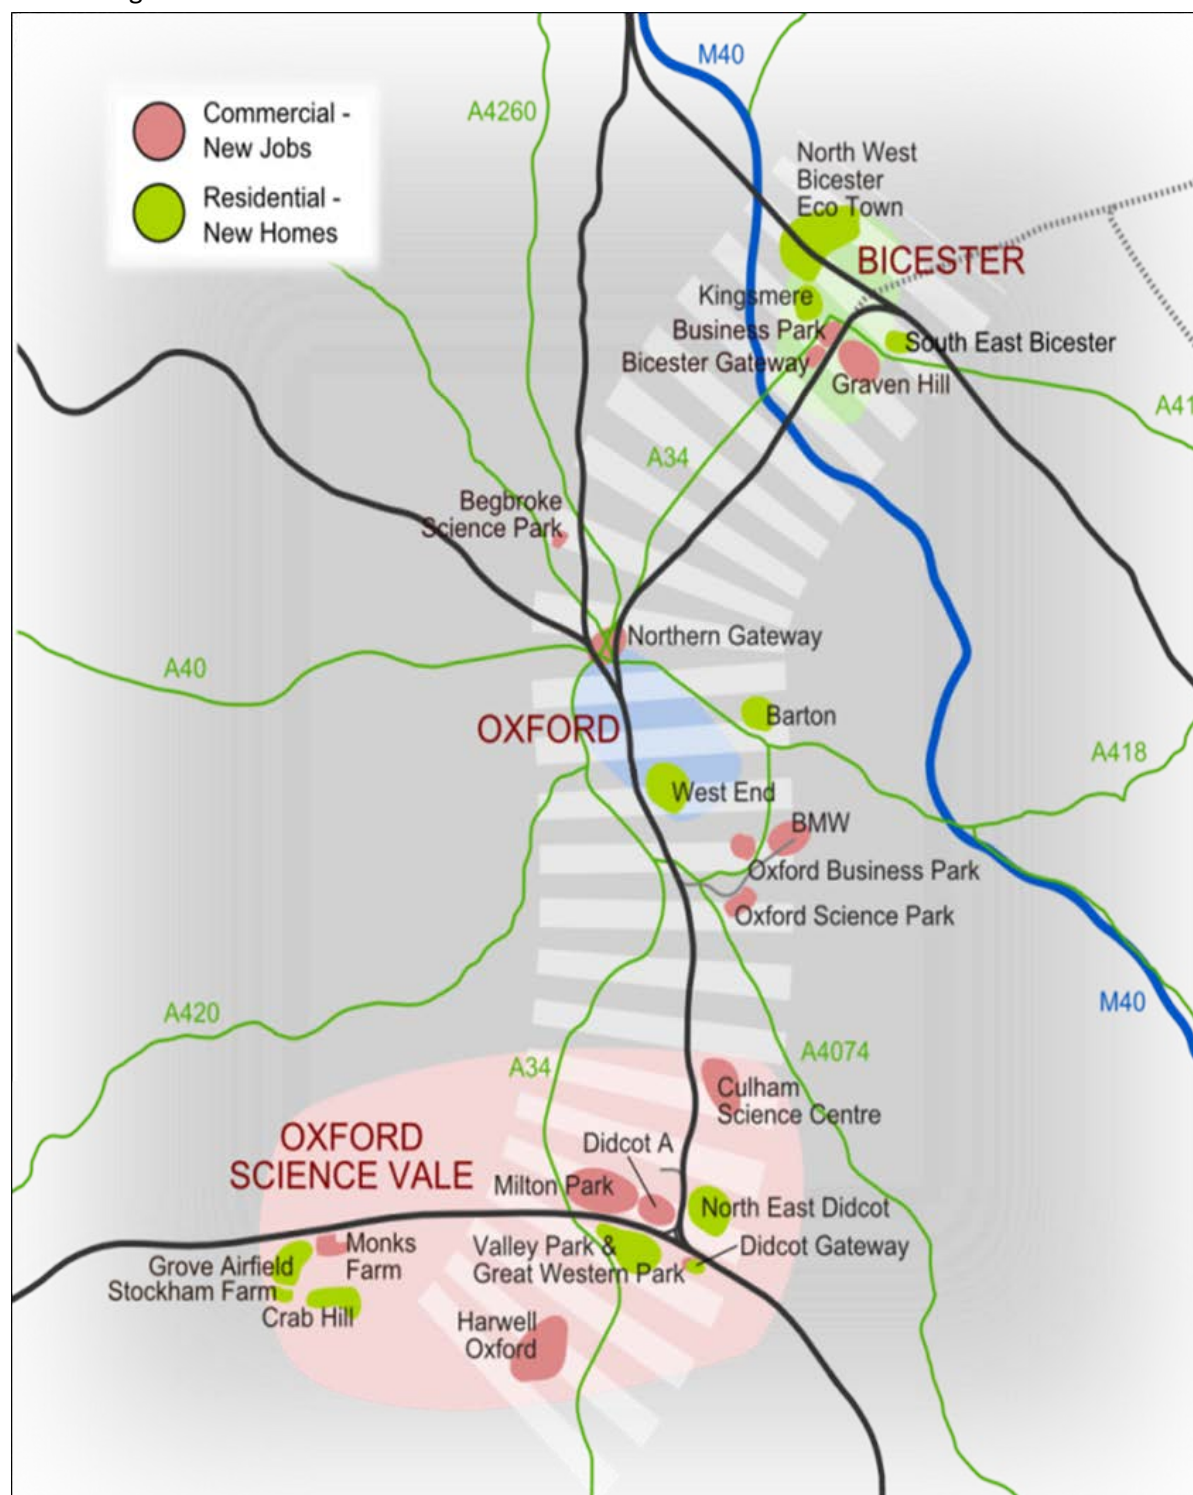 M40
A4260
Commercial -
New Jobs
Residential -
New Homes
North West
Bicester
Eco Town
BICESTER
Kingsmere
Business Park
South East Bicester
Bicester Gateway
Graven Hill
A41
A34
Begbroke
Science Park
Northern Gateway
A40
OXFORD
Barton
A418
West End
BMW
Oxford Business Park
Oxford Science Park
M40
A420
A34
A4074
Culham
Science Centre
OXFORD
SCIENCE VALE
Didcot A
Milton Park
North East Didcot
Valley Park &
Great Western Park
Didcot Gateway
Monks
Farm
Grove Airfield
Stockham Farm
Crab Hill
Harwell
Oxford